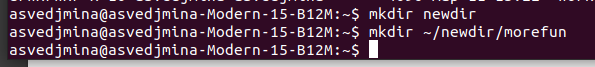 asvedjmina@asvedjmina-Modern-15-B12M:~$ mkdir newdir
asvedjmina@asvedjmina-Modern-15-B12M:~$ mkdir ~/newdir/morefun
asvedjmina@asvedjmina-Modern-15-B12M:~$